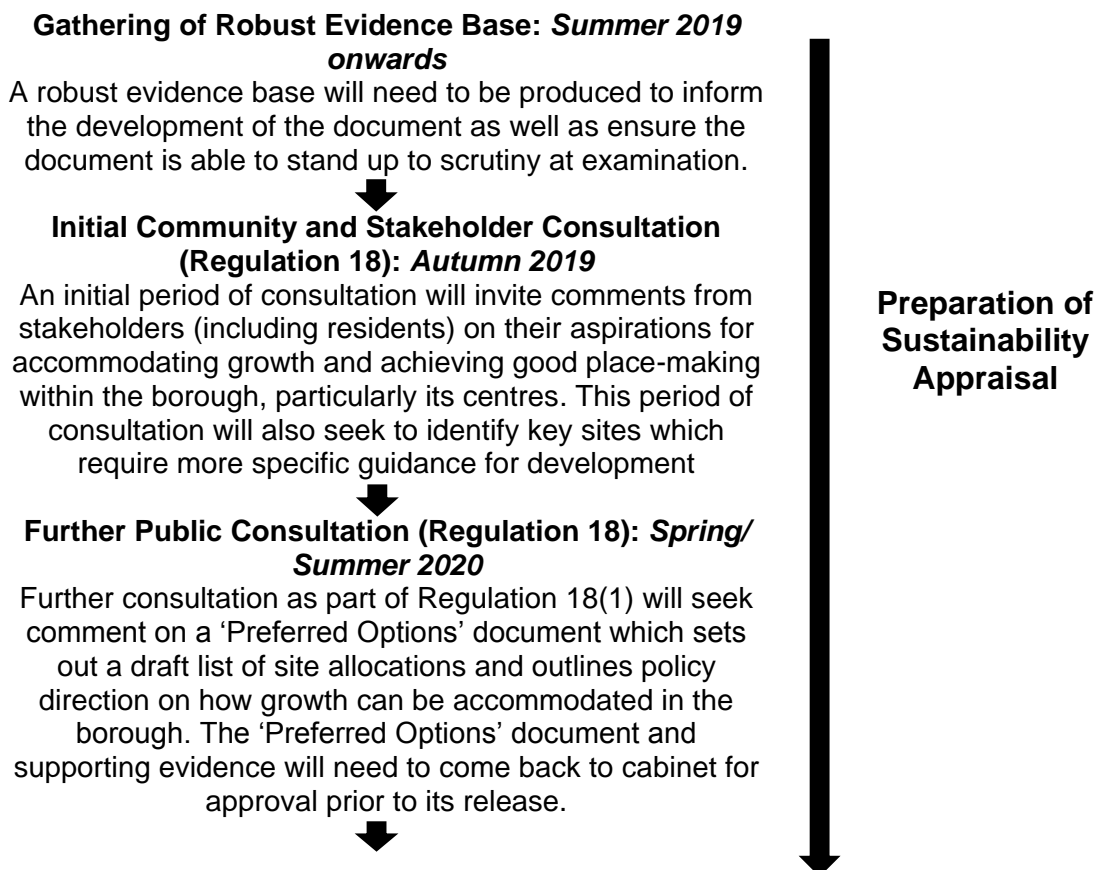 Gathering of Robust Evidence Base: Summer 2019
onwards
A robust evidence base will need to be produced to inform
the development of the document as well as ensure the
document is able to stand up to scrutiny at examination.
Initial Community and Stakeholder Consultation
(Regulation 18): Autumn 2019
An initial period of consultation will invite comments from
stakeholders (including residents) on their aspirations for
accommodating growth and achieving good place-making
within the borough, particularly its centres. This period of
consultation will also seek to identify key sites which
require more specific guidance for development
Further Public Consultation (Regulation 18): Spring/
Summer 2020
Further consultation as part of Regulation 18(1) will seek
comment on a ‘Preferred Options’ document which sets
out a draft list of site allocations and outlines policy
direction on how growth can be accommodated in the
borough. The ‘Preferred Options’ document and
supporting evidence will need to come back to cabinet for
approval prior to its release.
Preparation of
Sustainability
Appraisal